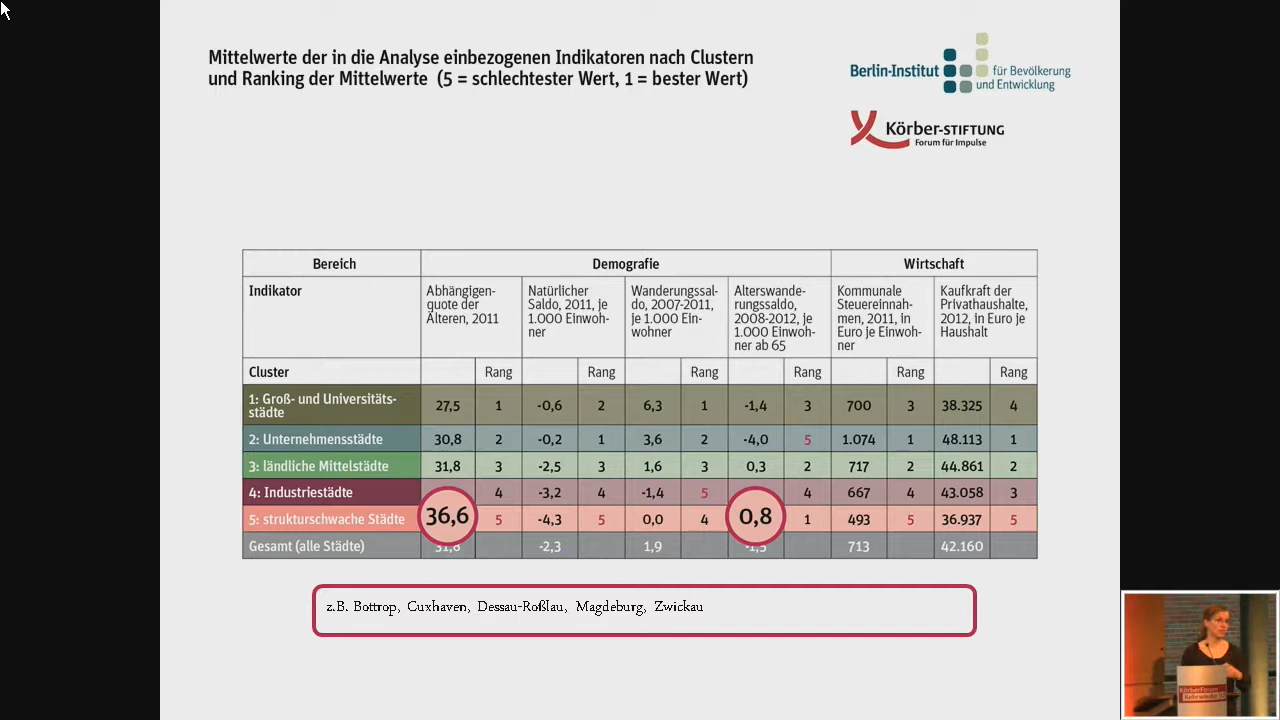 Mittelwerte der in die Analyse einbezogenen Indikatoren nach Clustern
und Ranking der Mittelwerte (5 = schlechtester Wert, 1 = bester Wert)
Berlin-Institut für Bevölkerung
und Entwicklung
Körber-STIFTUNG
Forum für Impulse
Bereich Demografie Wirtschaft
Indikator
Abhängigen-
quote der
Älteren, 2011
Natürlicher
Saldo, 2011, je
1.000 Einwoh-
ner
Wanderungssal-
do, 2007-2011,
je 1.000 Ein-
wohner
Alterswande-
rungssaldo,
2008-2012, je
1.000 Einwoh-
ner ab 65
Kommunale
Steuereinnah-
men, 2011, in
Euro je Einwoh-
ner
Kaufkraft der
Privathaushalte,
2012, in Euro je
Haushalt
Cluster Rang Rang Rang Rang Rang Rang
1: Groß- und Universitäts-
städte
27,5 1 -0,6 2 6,3 1 -1,4 3 700 3 38.325 4
2: Unternehmensstädte 30,8 2 -0,2 1 3,6 2 -4,0 5 1.074 1 48.113 1
3: ländliche Mittelstädte 31,8 3 -2,5 3 1,6 3 0,3 2 717 2 44.861 2
4: Industriestädte 4 -3,2 4 -1,4 5 4 667 4 43.058 3
5: strukturschwache Städte 36,6 5 -4,3 5 0,0 4 0,8 1 493 5 36.937 5
Gesamt (alle Städte) -2,3 1,9 713 42.160
z.B. Bottrop, Cuxhaven, Dessau-Roßlau, Magdeburg, Zwickau
KörberForum